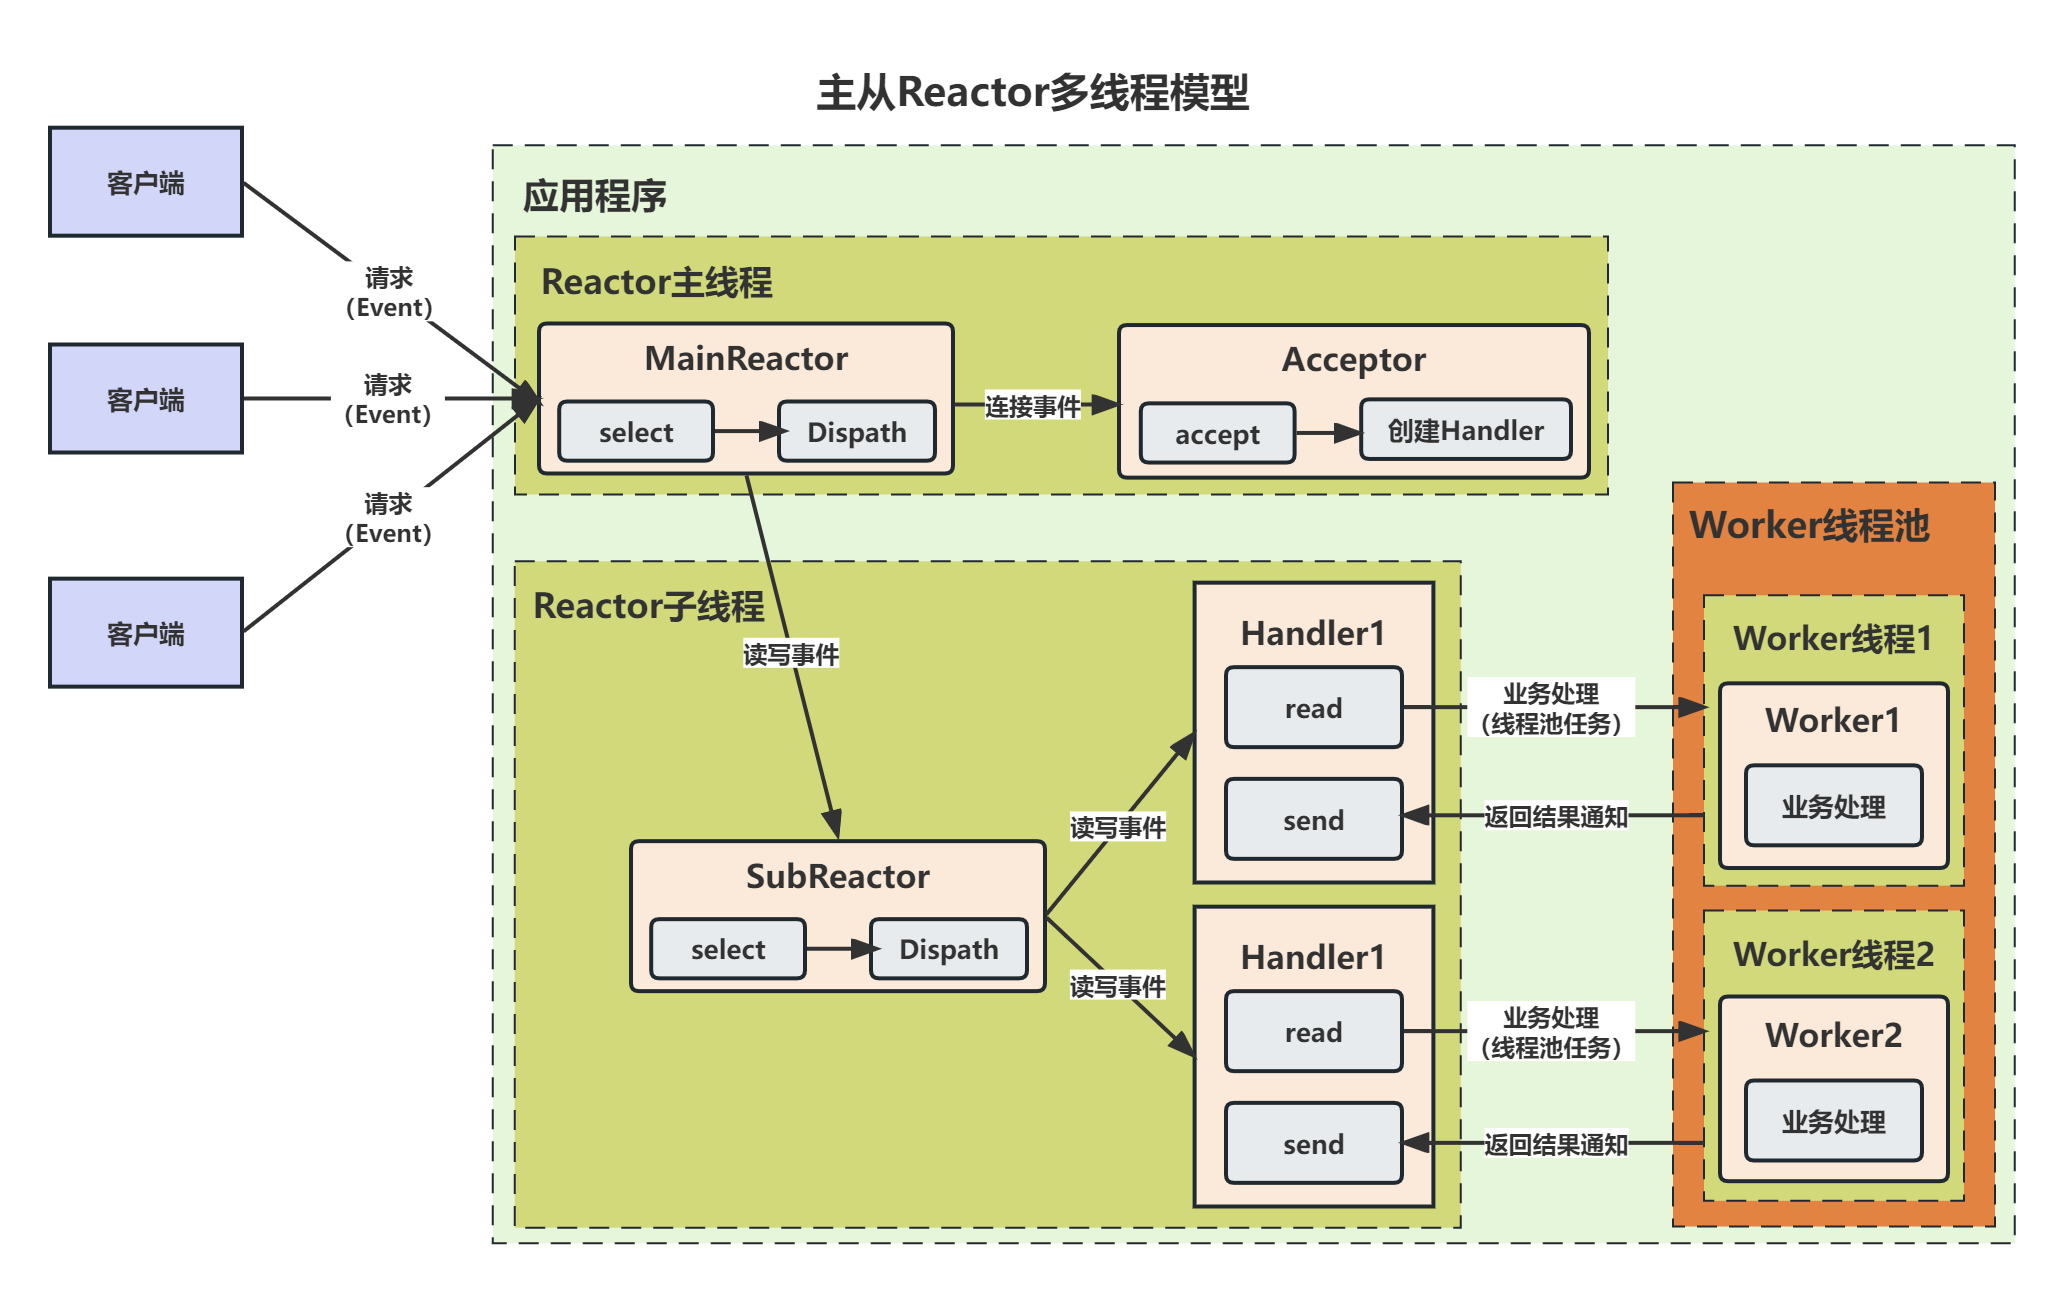 主从Reactor多线程模型
客户端
客户端
客户端
请求
（Event）
请求
（Event）
请求
（Event）
应用程序
Reactor主线程
MainReactor
select
Dispath
连接事件
Acceptor
accept
创建Handler
读写事件
Reactor子线程
SubReactor
select
Dispath
读写事件
读写事件
Handler1
read
send
Handler1
read
send
业务处理
（线程池任务）
返回结果通知
业务处理
（线程池任务）
返回结果通知
Worker线程池
Worker线程1
Worker1
业务处理
Worker线程2
Worker2
业务处理